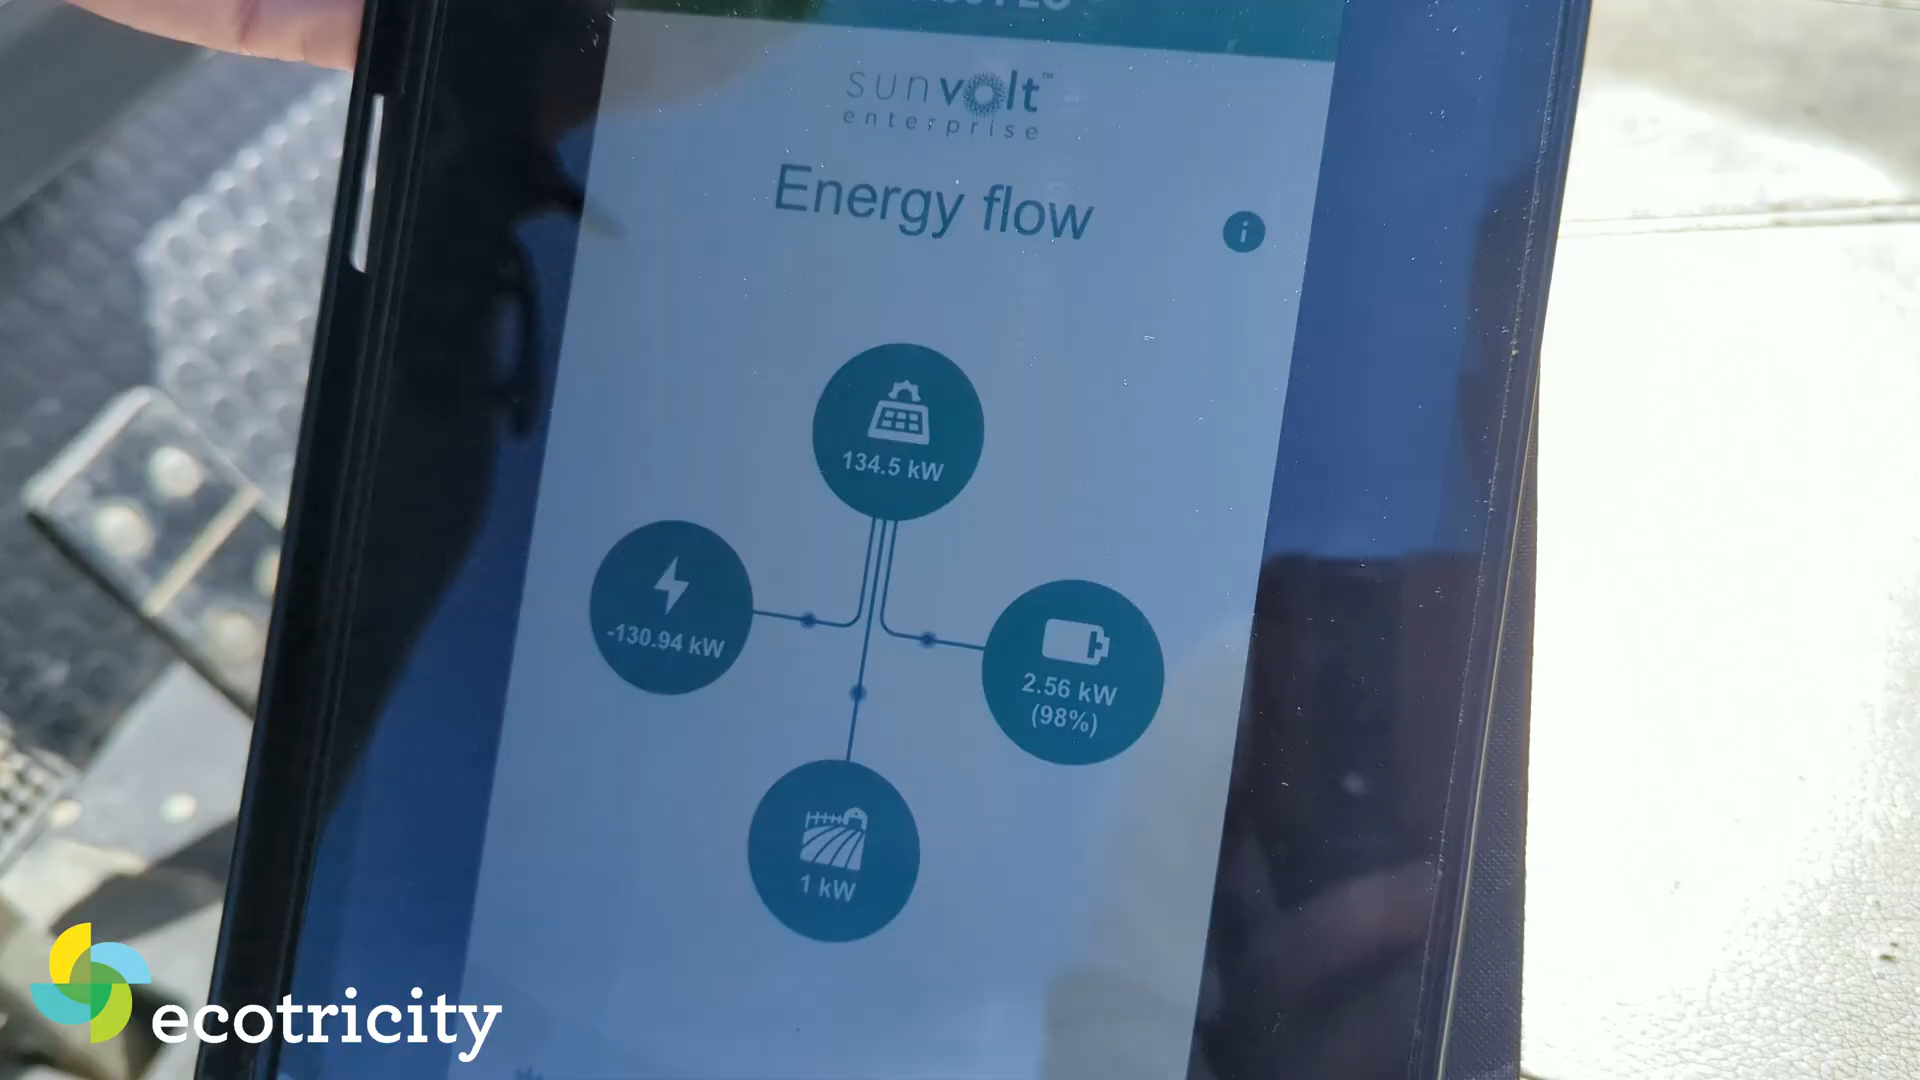 sunvolt™
enterprise
Energy flow
i
134.5 kW
-130.94 kW
2.56 kW
(98%)
1 kW
ecotricity